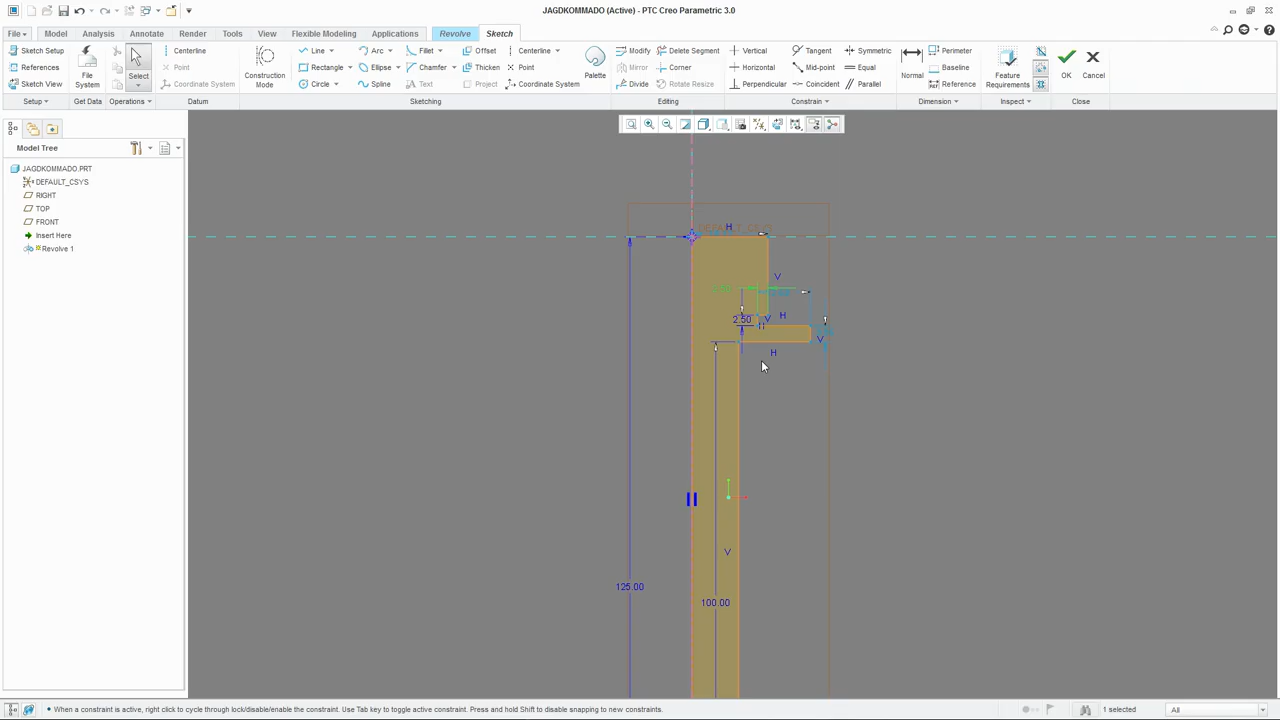 JAGDKOMMADO (Active) - PTC Creo Parametric 3.0
File Model Analysis Annotate Render Tools View Flexible Modeling Applications Revolve Sketch
Sketch Setup
References
Sketch View
Setup
File System
Get Data
Select
Operations
Centerline
Point
Coordinate System
Datum
Construction Mode
Line Arc Fillet Offset Centerline
Rectangle Ellipse Chamfer Thicken Point
Circle Spline Text Project Coordinate System
Palette
Sketching
Modify Delete Segment
Mirror Corner
Divide Rotate Resize
Editing
Vertical Tangent Symmetric
Horizontal Mid-point Equal
Perpendicular Coincident Parallel
Constrain
Normal
Perimeter
Baseline
Reference
Dimension
Feature Requirements
Inspect
OK
Cancel
Close
Model Tree
JAGDKOMMADO.PRT
DEFAULT_CSYS
RIGHT
TOP
FRONT
Insert Here
Revolve 1
H
V
2.50
V
H
V
H
V
125.00
100.00
When a constraint is active, right click to cycle through lock/disable/enable the constraint. Use Tab key to toggle active constraint. Press and hold Shift to disable snapping to new constraints.
1 selected
All